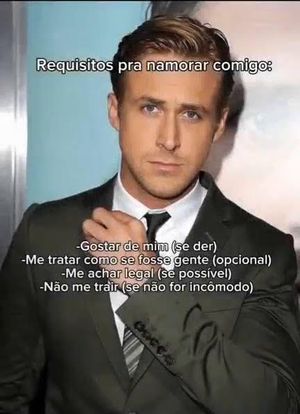 Requisitos pra namorar comigo:
-Gostar de mim (se der)
-Me tratar como se fosse gente (opcional)
-Me achar legal (se possível)
-Não me trair (se não for incômodo)